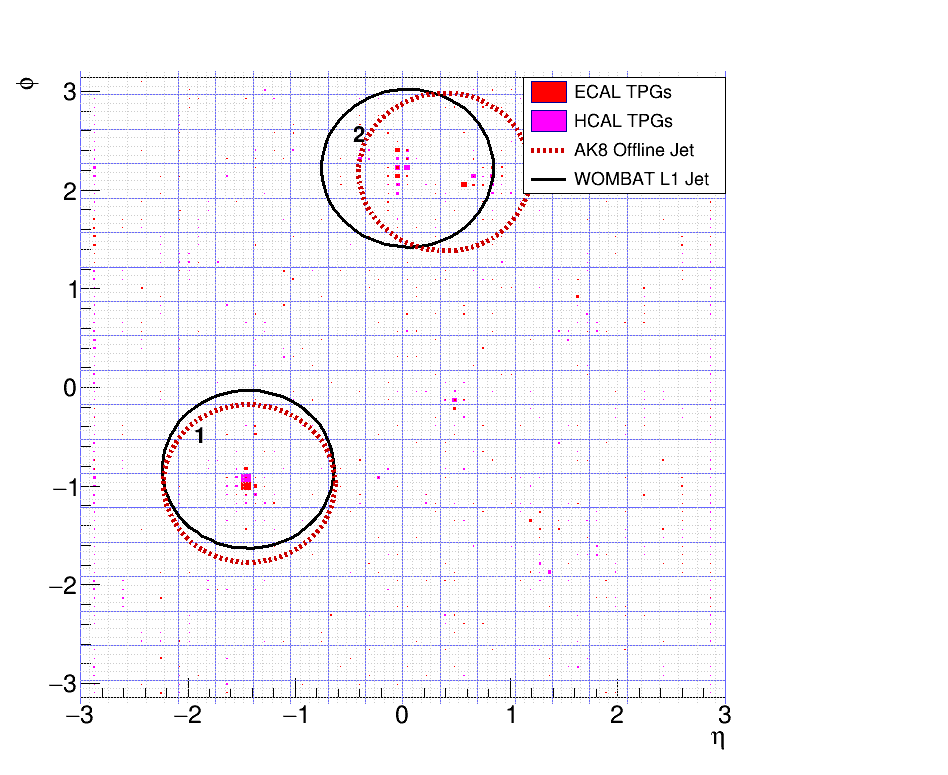 ϕ
3
2
1
0
−1
−2
−3
ECAL TPGs
HCAL TPGs
AK8 Offline Jet
WOMBAT L1 Jet
2
1
−3 −2 −1 0 1 2 3
η